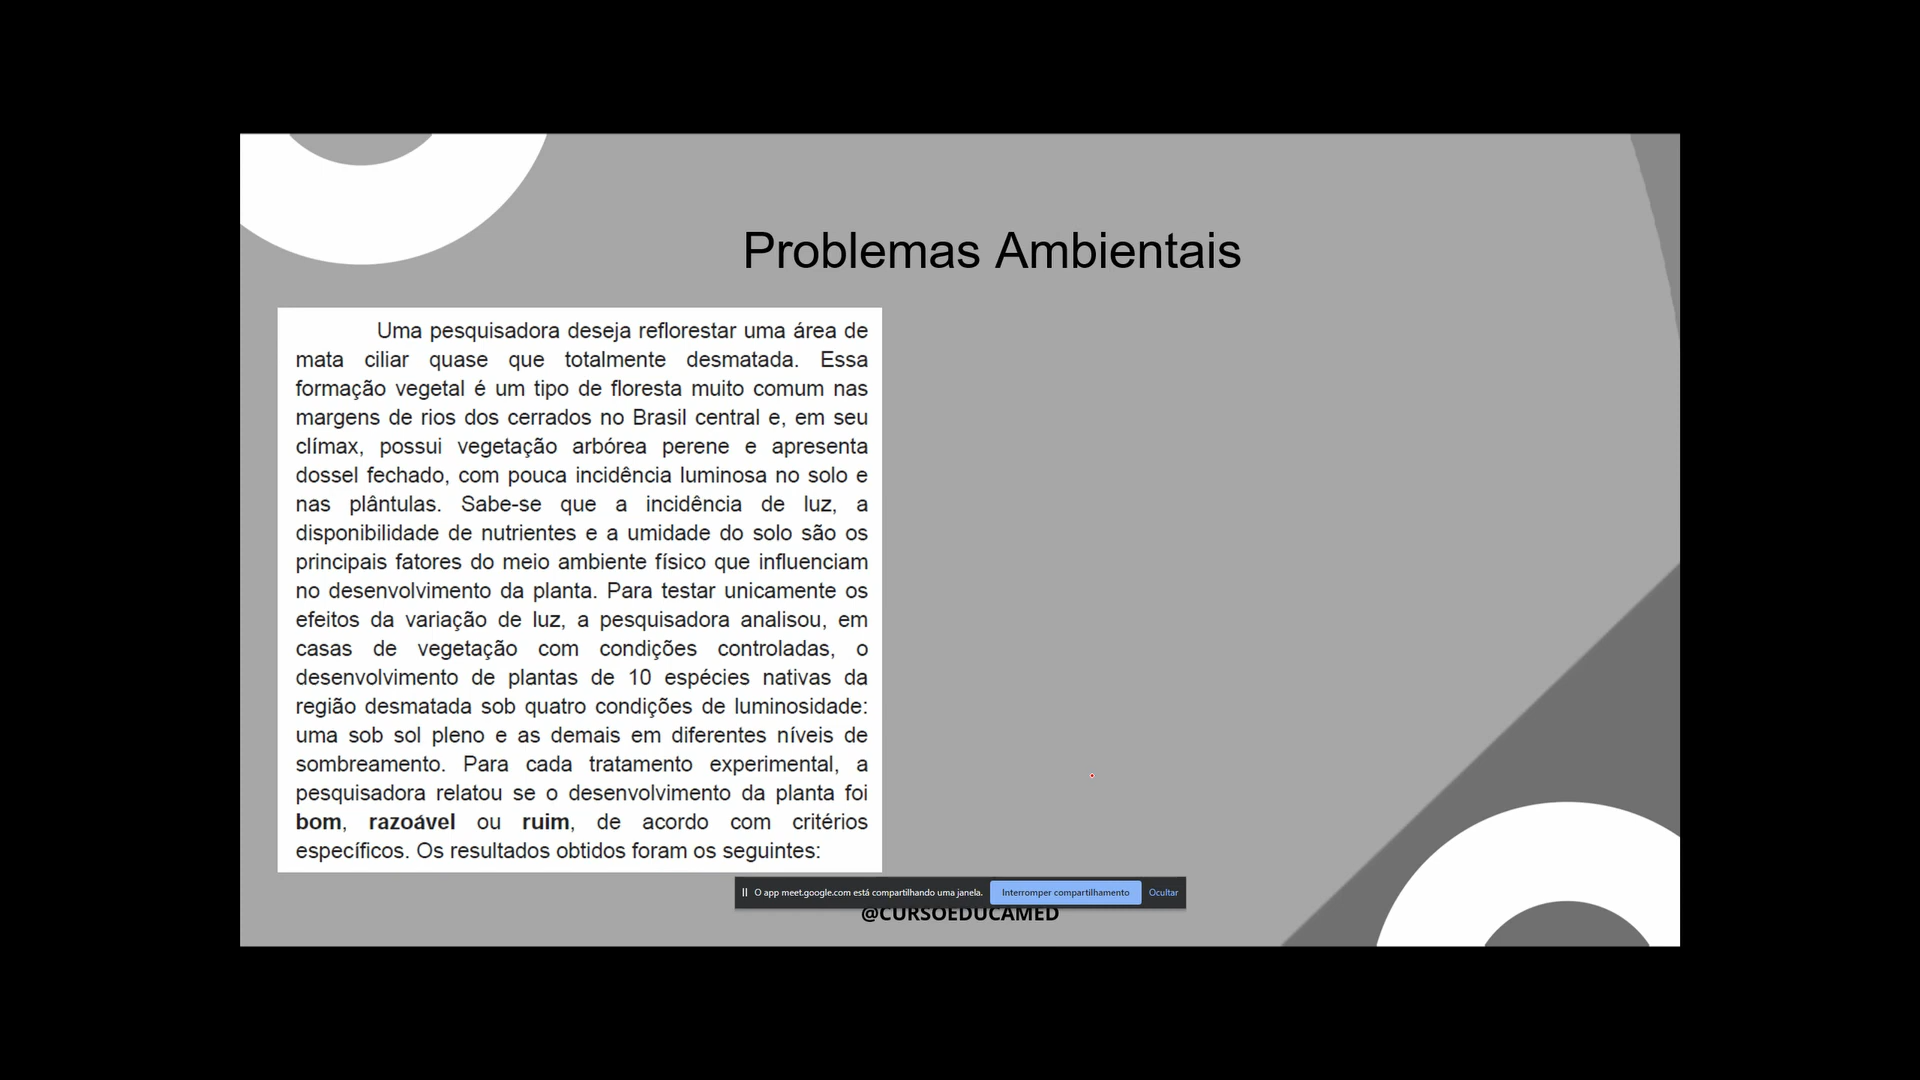 Problemas Ambientais
Uma pesquisadora deseja reflorestar uma área de
mata ciliar quase que totalmente desmatada. Essa
formação vegetal é um tipo de floresta muito comum nas
margens de rios dos cerrados no Brasil central e, em seu
clímax, possui vegetação arbórea perene e apresenta
dossel fechado, com pouca incidência luminosa no solo e
nas plântulas. Sabe-se que a incidência de luz, a
disponibilidade de nutrientes e a umidade do solo são os
principais fatores do meio ambiente físico que influenciam
no desenvolvimento da planta. Para testar unicamente os
efeitos da variação de luz, a pesquisadora analisou, em
casas de vegetação com condições controladas, o
desenvolvimento de plantas de 10 espécies nativas da
região desmatada sob quatro condições de luminosidade:
uma sob sol pleno e as demais em diferentes níveis de
sombreamento. Para cada tratamento experimental, a
pesquisadora relatou se o desenvolvimento da planta foi
bom, razoável ou ruim, de acordo com critérios
específicos. Os resultados obtidos foram os seguintes:
O app meet.google.com está compartilhando uma janela. Interromper compartilhamento Ocultar
@CURSOEDUCAMED